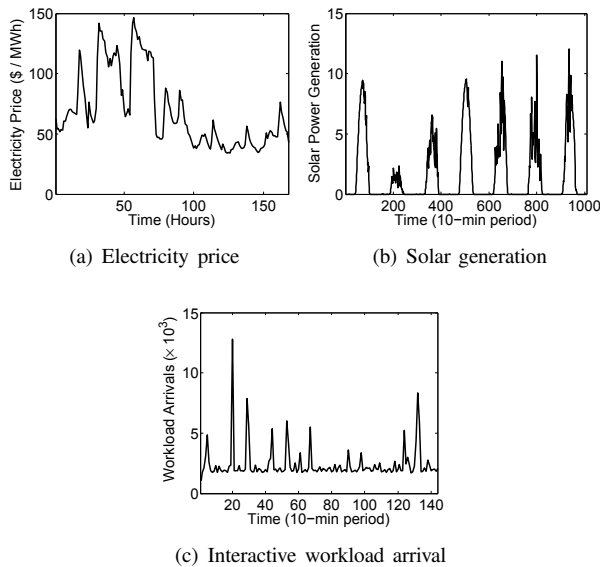 150
100
50
0
Electricity Price ($ / MWh)
50 100 150
Time (Hours)
(a) Electricity price
15
10
5
0
Solar Power Generation
200 400 600 800 1000
Time (10−min period)
(b) Solar generation
15
10
5
0
Workload Arrivals (× 10³)
20 40 60 80 100 120 140
Time (10−min period)
(c) Interactive workload arrival